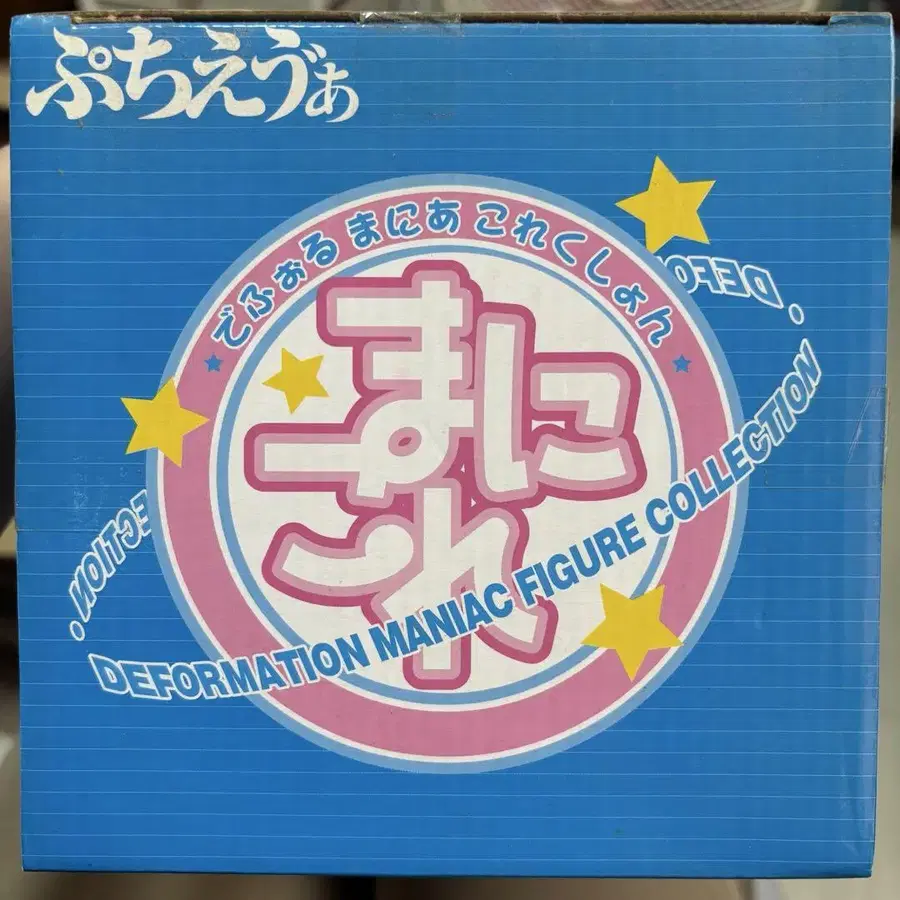 ぷちえゔぁ
でふぉるまにあ これくしょん
まに
これ
DEFORMATION MANIAC FIGURE COLLECTION
DEFO
ECTION